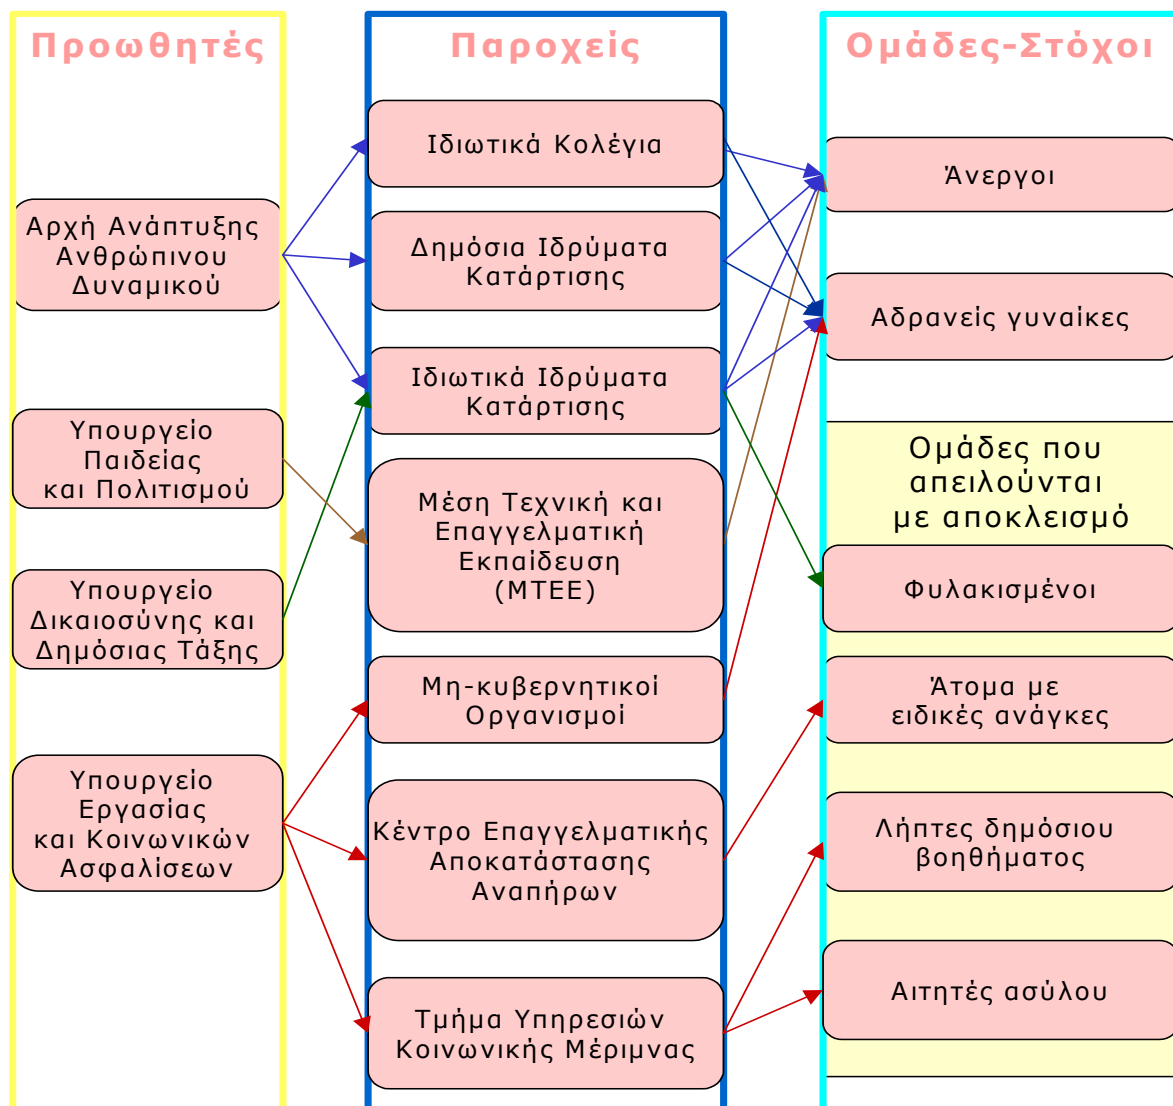 Προωθητές
Αρχή Ανάπτυξης
Ανθρώπινου
Δυναμικού
Υπουργείο
Παιδείας
και Πολιτισμού
Υπουργείο
Δικαιοσύνης και
Δημόσιας Τάξης
Υπουργείο
Εργασίας
και Κοινωνικών
Ασφαλίσεων
Παροχείς
Ιδιωτικά Κολέγια
Δημόσια Ιδρύματα
Κατάρτισης
Ιδιωτικά Ιδρύματα
Κατάρτισης
Μέση Τεχνική και
Επαγγελματική
Εκπαίδευση
(ΜΤΕΕ)
Μη-κυβερνητικοί
Οργανισμοί
Κέντρο Επαγγελματικής
Αποκατάστασης
Αναπήρων
Τμήμα Υπηρεσιών
Κοινωνικής Μέριμνας
Ομάδες-Στόχοι
Άνεργοι
Αδρανείς γυναίκες
Ομάδες που
απειλούνται
με αποκλεισμό
Φυλακισμένοι
Άτομα με
ειδικές ανάγκες
Λήπτες δημόσιου
βοηθήματος
Αιτητές ασύλου